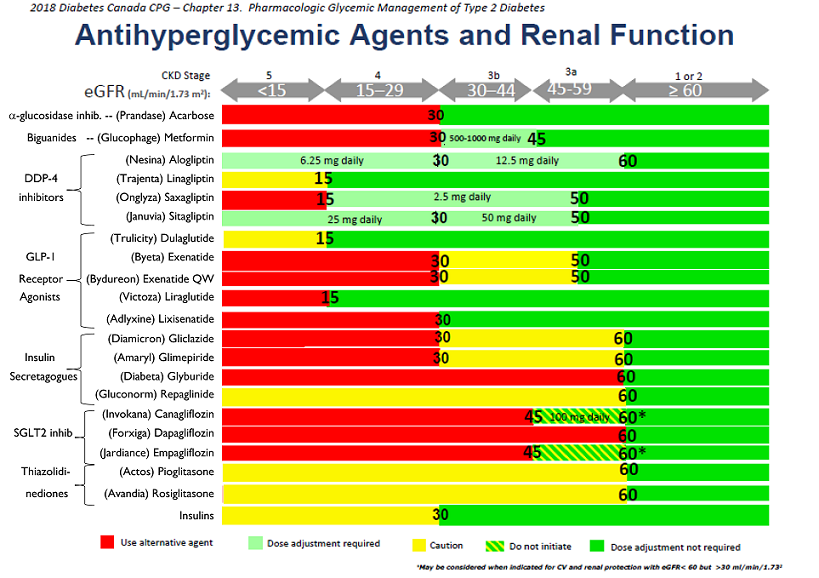 2018 Diabetes Canada CPG – Chapter 13. Pharmacologic Glycemic Management of Type 2 Diabetes
Antihyperglycemic Agents and Renal Function
CKD Stage 5 4 3b 3a 1 or 2
eGFR (mL/min/1.73 m²): <15 15–29 30–44 45-59 ≥ 60
α-glucosidase inhib. -- (Prandase) Acarbose 30
Biguanides -- (Glucophage) Metformin 30 500-1000 mg daily 45
DDP-4 inhibitors
(Nesina) Alogliptin 6.25 mg daily 30 12.5 mg daily 60
(Trajenta) Linagliptin 15
(Onglyza) Saxagliptin 15 2.5 mg daily 50
(Januvia) Sitagliptin 25 mg daily 30 50 mg daily 50
GLP-1 Receptor Agonists
(Trulicity) Dulaglutide 15
(Byeta) Exenatide 30 50
(Bydureon) Exenatide QW 30 50
(Victoza) Liraglutide 15
(Adlyxine) Lixisenatide 30
Insulin Secretagogues
(Diamicron) Gliclazide 30 60
(Amaryl) Glimepiride 30 60
(Diabeta) Glyburide 60
(Gluconorm) Repaglinide 60
SGLT2 inhib
(Invokana) Canagliflozin 45 100 mg daily 60*
(Forxiga) Dapagliflozin 60
(Jardiance) Empagliflozin 45 60*
Thiazolidi-nediones
(Actos) Pioglitasone 60
(Avandia) Rosiglitasone 60
Insulins 30
Use alternative agent
Dose adjustment required
Caution
Do not initiate
Dose adjustment not required
*May be considered when indicated for CV and renal protection with eGFR< 60 but >30 ml/min/1.73²